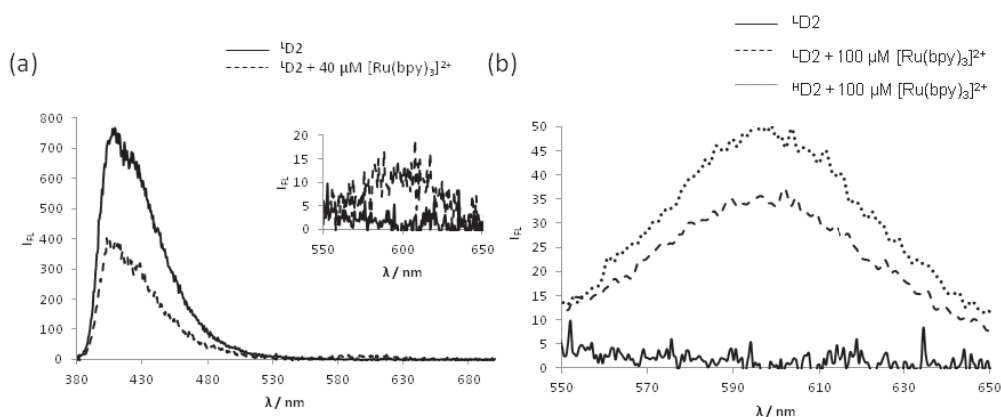 (a)
ᴸD2
ᴸD2 + 40 µM [Ru(bpy)₃]²⁺
800
700
600
500
400
300
200
100
0
I_FL
380 430 480 530 580 630 680
λ / nm
20
15
10
5
0
I_FL
550 600 650
λ / nm
(b)
ᴸD2
ᴸD2 + 100 µM [Ru(bpy)₃]²⁺
ᴴD2 + 100 µM [Ru(bpy)₃]²⁺
50
45
40
35
30
25
20
15
10
5
0
I_FL
550 570 590 610 630 650
λ / nm